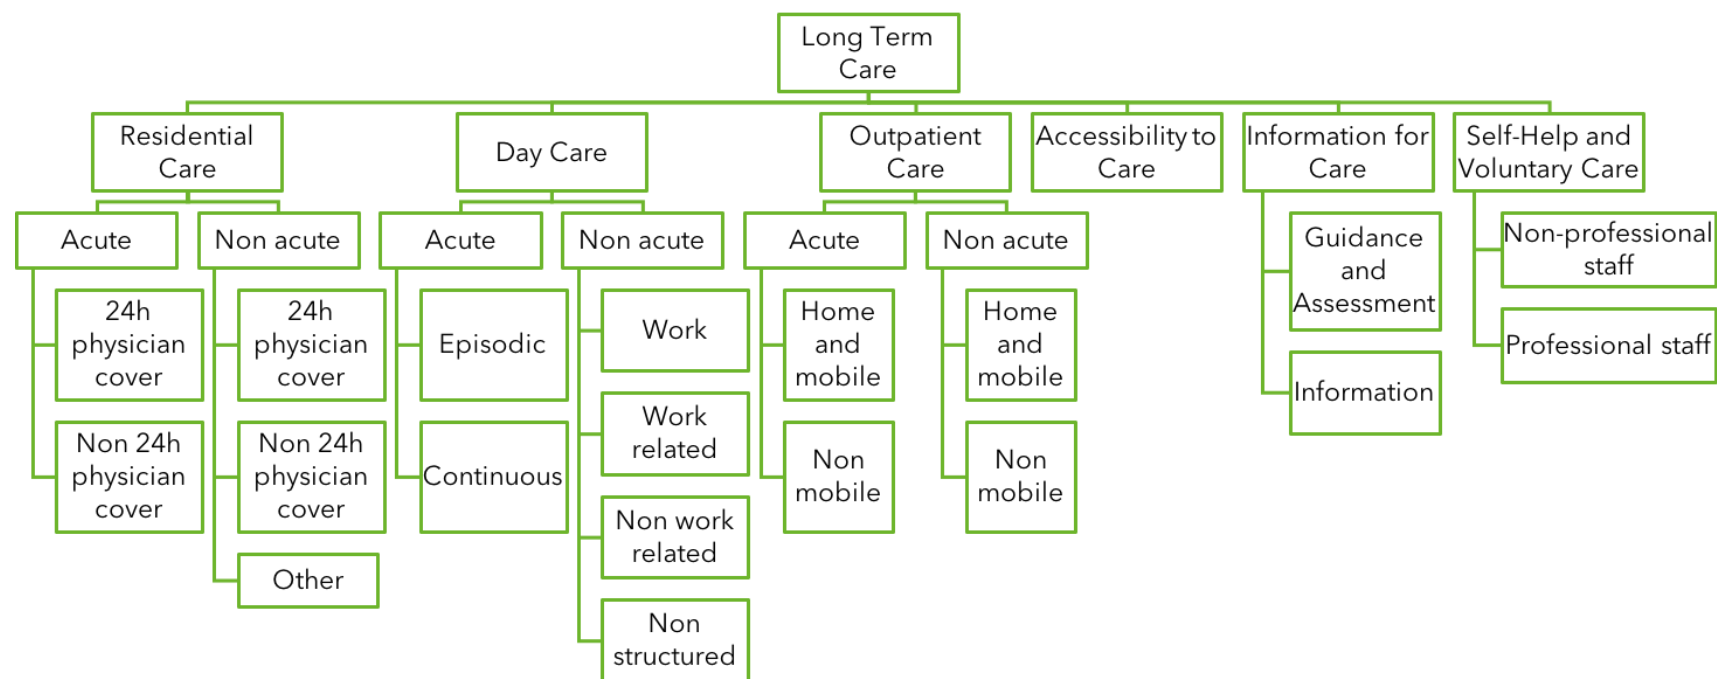 Long Term
Care
Residential
Care
Day Care
Outpatient
Care
Accessibility to
Care
Information for
Care
Self-Help and
Voluntary Care
Acute
Non acute
Acute
Non acute
Acute
Non acute
24h
physician
cover
Non 24h
physician
cover
24h
physician
cover
Non 24h
physician
cover
Other
Episodic
Continuous
Work
Work
related
Non work
related
Non
structured
Home
and
mobile
Non
mobile
Home
and
mobile
Non
mobile
Guidance
and
Assessment
Information
Non-professional
staff
Professional staff